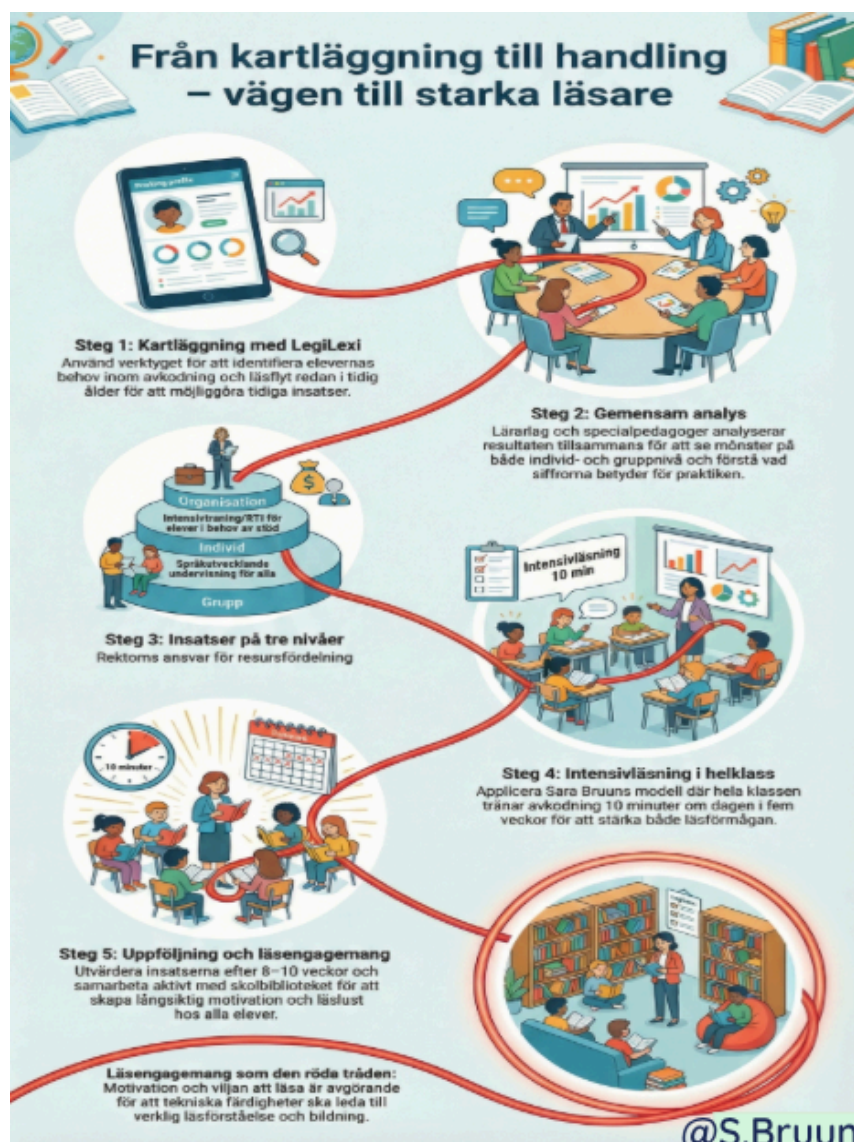 Från kartläggning till handling
– vägen till starka läsare
Steg 1: Kartläggning med LegiLexi
Använd verktyget för att identifiera elevernas
behov inom avkodning och läsflyt redan i tidig
ålder för att möjliggöra tidiga insatser.
Steg 2: Gemensam analys
Lärarlag och specialpedagoger analyserar
resultaten tillsammans för att se mönster på
både individ- och gruppnivå och förstå vad
siffrorna betyder för praktiken.
Organisation
Intensivträning/RTI för
elever i behov av stöd
Individ
Språkutvecklande
undervisning för alla
Grupp
Steg 3: Insatser på tre nivåer
Rektorns ansvar för resursfördelning
Intensivläsning
10 min
Steg 4: Intensivläsning i helklass
Applicera Sara Bruuns modell där hela klassen
tränar avkodning 10 minuter om dagen i fem
veckor för att stärka både läsförmågan.
10 minuter
Steg 5: Uppföljning och läsengagemang
Utvärdera insatserna efter 8–10 veckor och
samarbeta aktivt med skolbiblioteket för att
skapa långsiktig motivation och läslust
hos alla elever.
Läsengagemang som den röda tråden:
Motivation och viljan att läsa är avgörande
för att tekniska färdigheter ska leda till
verklig läsförståelse och bildning.
@S.Bruun